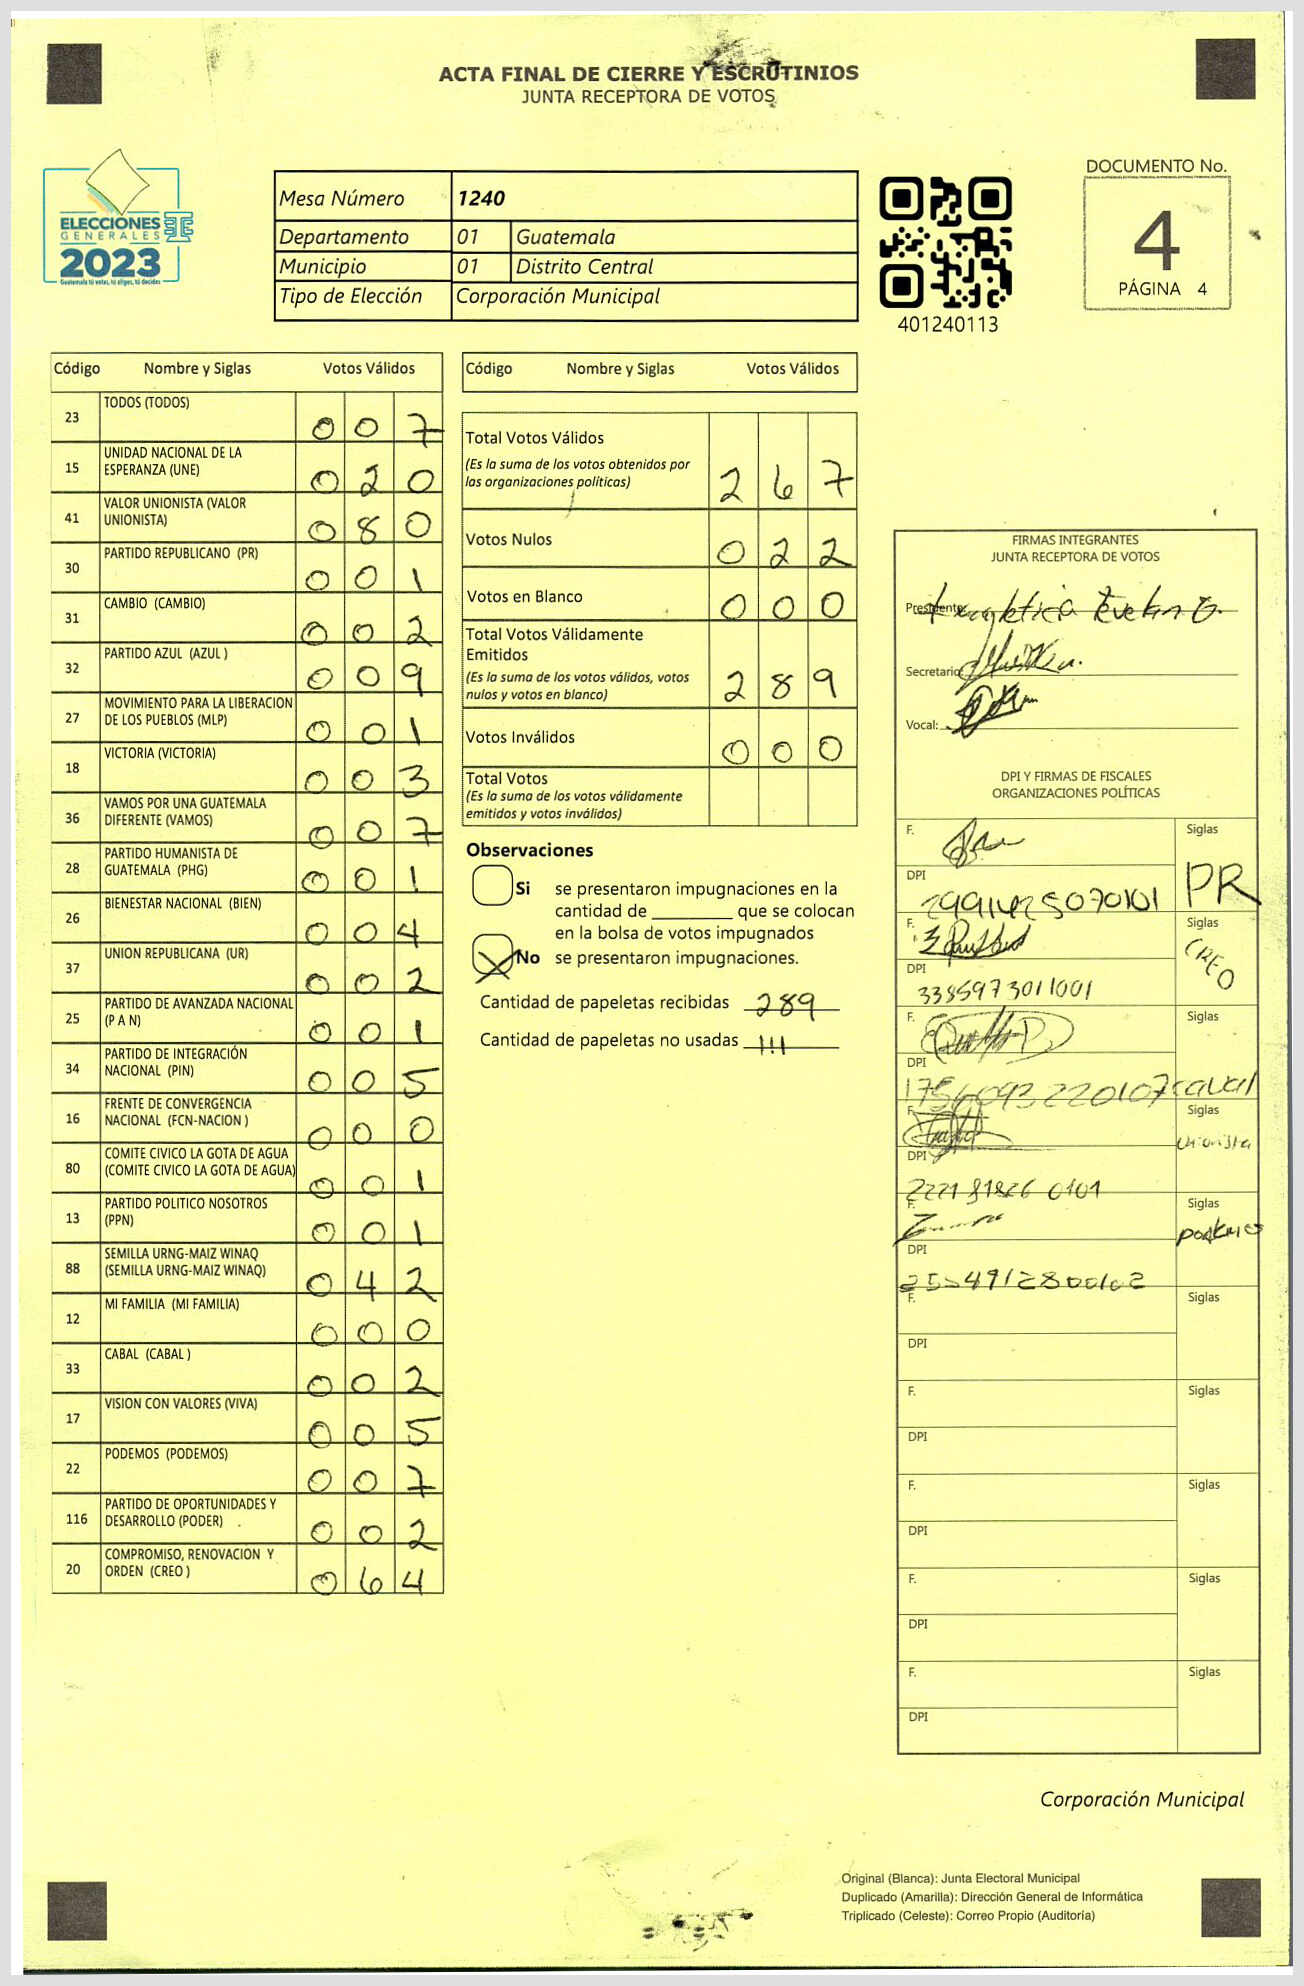 ACTA FINAL DE CIERRE Y ESCRUTINIOS
JUNTA RECEPTORA DE VOTOS
ELECCIONES
GENERALES
2023
Guatemala tú votas, tú eliges, tú decides
TSE
Mesa Número 1240
Departamento 01 Guatemala
Municipio 01 Distrito Central
Tipo de Elección Corporación Municipal
401240113
DOCUMENTO No.
4
PÁGINA 4
Código Nombre y Siglas Votos Válidos
23 TODOS (TODOS) 0 0 7
15 UNIDAD NACIONAL DE LA
ESPERANZA (UNE) 0 2 0
41 VALOR UNIONISTA (VALOR
UNIONISTA) 0 8 0
30 PARTIDO REPUBLICANO (PR) 0 0 1
31 CAMBIO (CAMBIO) 0 0 2
32 PARTIDO AZUL (AZUL ) 0 0 9
27 MOVIMIENTO PARA LA LIBERACION
DE LOS PUEBLOS (MLP) 0 0 1
18 VICTORIA (VICTORIA) 0 0 3
36 VAMOS POR UNA GUATEMALA
DIFERENTE (VAMOS) 0 0 7
28 PARTIDO HUMANISTA DE
GUATEMALA (PHG) 0 0 1
26 BIENESTAR NACIONAL (BIEN) 0 0 4
37 UNION REPUBLICANA (UR) 0 0 2
25 PARTIDO DE AVANZADA NACIONAL
(P A N) 0 0 1
34 PARTIDO DE INTEGRACIÓN
NACIONAL (PIN) 0 0 5
16 FRENTE DE CONVERGENCIA
NACIONAL (FCN-NACION ) 0 0 0
80 COMITE CIVICO LA GOTA DE AGUA
(COMITE CIVICO LA GOTA DE AGUA) 0 0 1
13 PARTIDO POLITICO NOSOTROS
(PPN) 0 0 1
88 SEMILLA URNG-MAIZ WINAQ
(SEMILLA URNG-MAIZ WINAQ) 0 4 2
12 MI FAMILIA (MI FAMILIA) 0 0 0
33 CABAL (CABAL ) 0 0 2
17 VISION CON VALORES (VIVA) 0 0 5
22 PODEMOS (PODEMOS) 0 0 7
116 PARTIDO DE OPORTUNIDADES Y
DESARROLLO (PODER) 0 0 2
20 COMPROMISO, RENOVACION Y
ORDEN (CREO ) 0 6 4
Código Nombre y Siglas Votos Válidos
Total Votos Válidos
(Es la suma de los votos obtenidos por
las organizaciones políticas) 2 6 7
Votos Nulos 0 2 2
Votos en Blanco 0 0 0
Total Votos Válidamente
Emitidos
(Es la suma de los votos válidos, votos
nulos y votos en blanco) 2 8 9
Votos Inválidos 0 0 0
Total Votos
(Es la suma de los votos válidamente
emitidos y votos inválidos)
Observaciones
Si se presentaron impugnaciones en la
cantidad de ________ que se colocan
en la bolsa de votos impugnados
No se presentaron impugnaciones.
Cantidad de papeletas recibidas 289
Cantidad de papeletas no usadas 111
FIRMAS INTEGRANTES
JUNTA RECEPTORA DE VOTOS
Presidente:
Secretario:
Vocal:
DPI Y FIRMAS DE FISCALES
ORGANIZACIONES POLÍTICAS
F. Siglas
PR
DPI
F. Siglas
CREO
DPI
3385973011001
F. Siglas
DPI
F. Siglas
Unionista
DPI
F. Siglas
DPI
F. Siglas
DPI
F. Siglas
DPI
F. Siglas
DPI
F. Siglas
DPI
F. Siglas
DPI
Corporación Municipal
Original (Blanca): Junta Electoral Municipal
Duplicado (Amarilla): Dirección General de Informática
Triplicado (Celeste): Correo Propio (Auditoría)